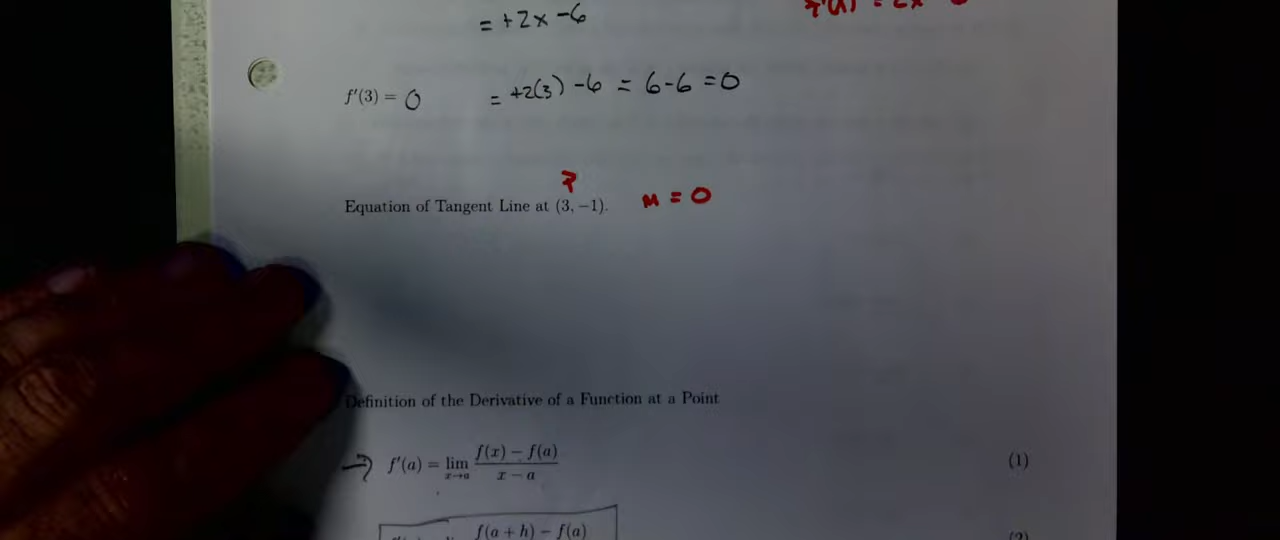 = +2x - 6
f'(3) = 0 = +2(3) - 6 = 6 - 6 = 0
Equation of Tangent Line at (3, −1). M = 0
Definition of the Derivative of a Function at a Point
→ f'(a) = lim x→a f(x) − f(a) / x − a (1)
f(a + h) − f(a)